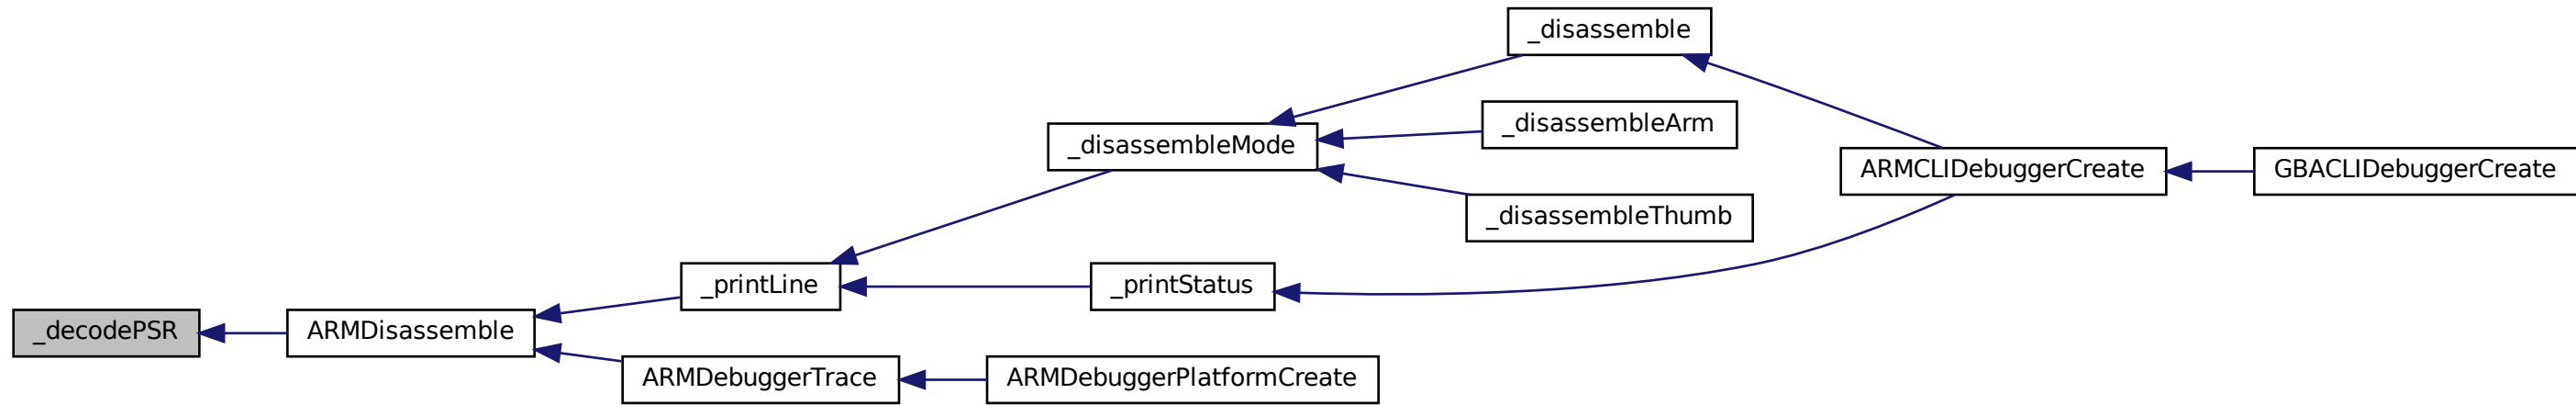 _decodePSR
ARMDisassemble
_printLine
ARMDebuggerTrace
_disassembleMode
_printStatus
ARMDebuggerPlatformCreate
_disassemble
_disassembleArm
_disassembleThumb
ARMCLIDebuggerCreate
GBACLIDebuggerCreate